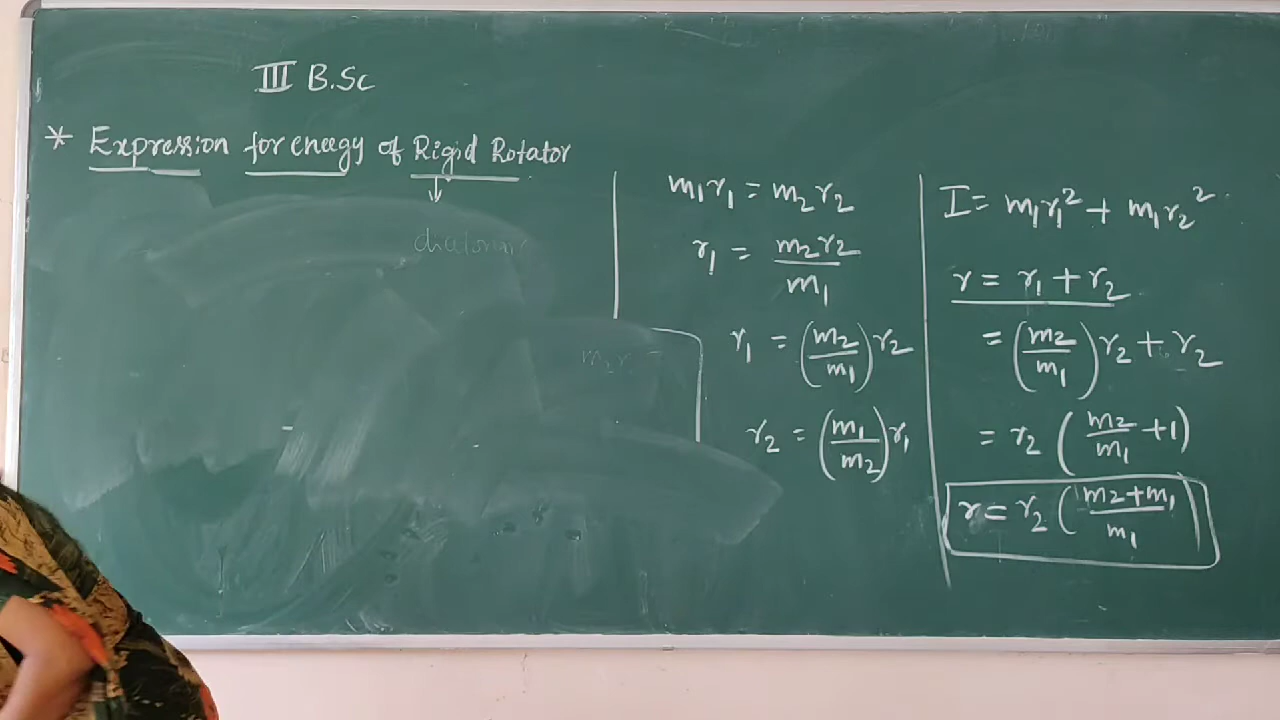 III B.Sc
* Expression for energy of Rigid Rotator
↓
m₁r₁ = m₂r₂
r₁ = m₂r₂/m₁
r₁ = (m₂/m₁)r₂
r₂ = (m₁/m₂)r₁
I = m₁r₁² + m₁r₂²
r = r₁ + r₂
= (m₂/m₁)r₂ + r₂
= r₂ (m₂/m₁ + 1)
r = r₂ (m₂+m₁/m₁)